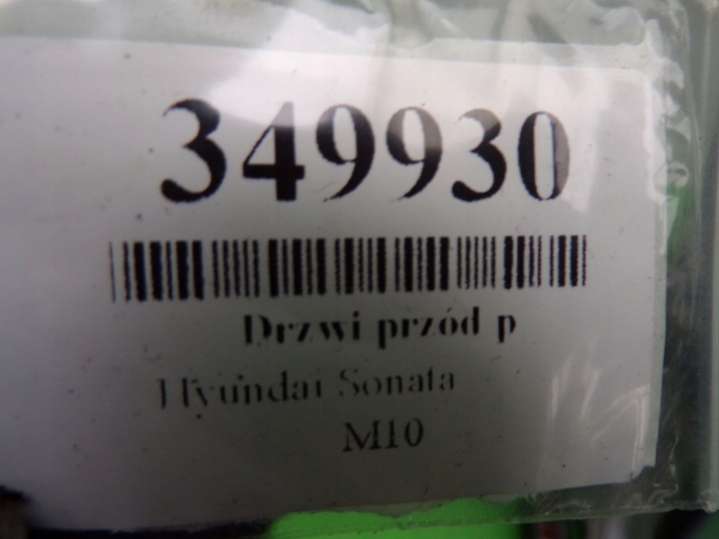 349930
Drzwi przód p
Hyundai Sonata
M10